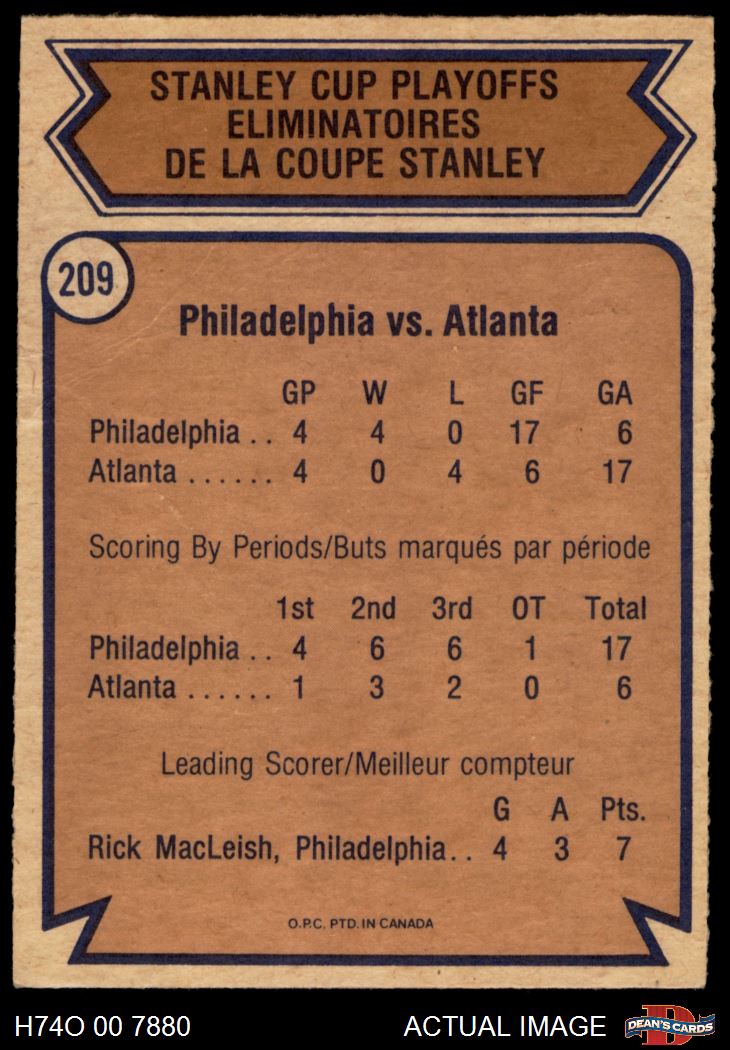 STANLEY CUP PLAYOFFS
ELIMINATOIRES
DE LA COUPE STANLEY
209
Philadelphia vs. Atlanta
GP W L GF GA
Philadelphia . . 4 4 0 17 6
Atlanta . . . . . . 4 0 4 6 17
Scoring By Periods/Buts marqués par période
1st 2nd 3rd OT Total
Philadelphia . . 4 6 6 1 17
Atlanta . . . . . . 1 3 2 0 6
Leading Scorer/Meilleur compteur
G A Pts.
Rick MacLeish, Philadelphia . . 4 3 7
O.P.C. PTD. IN CANADA
H74O 00 7880 ACTUAL IMAGE D DEAN'S CARDS